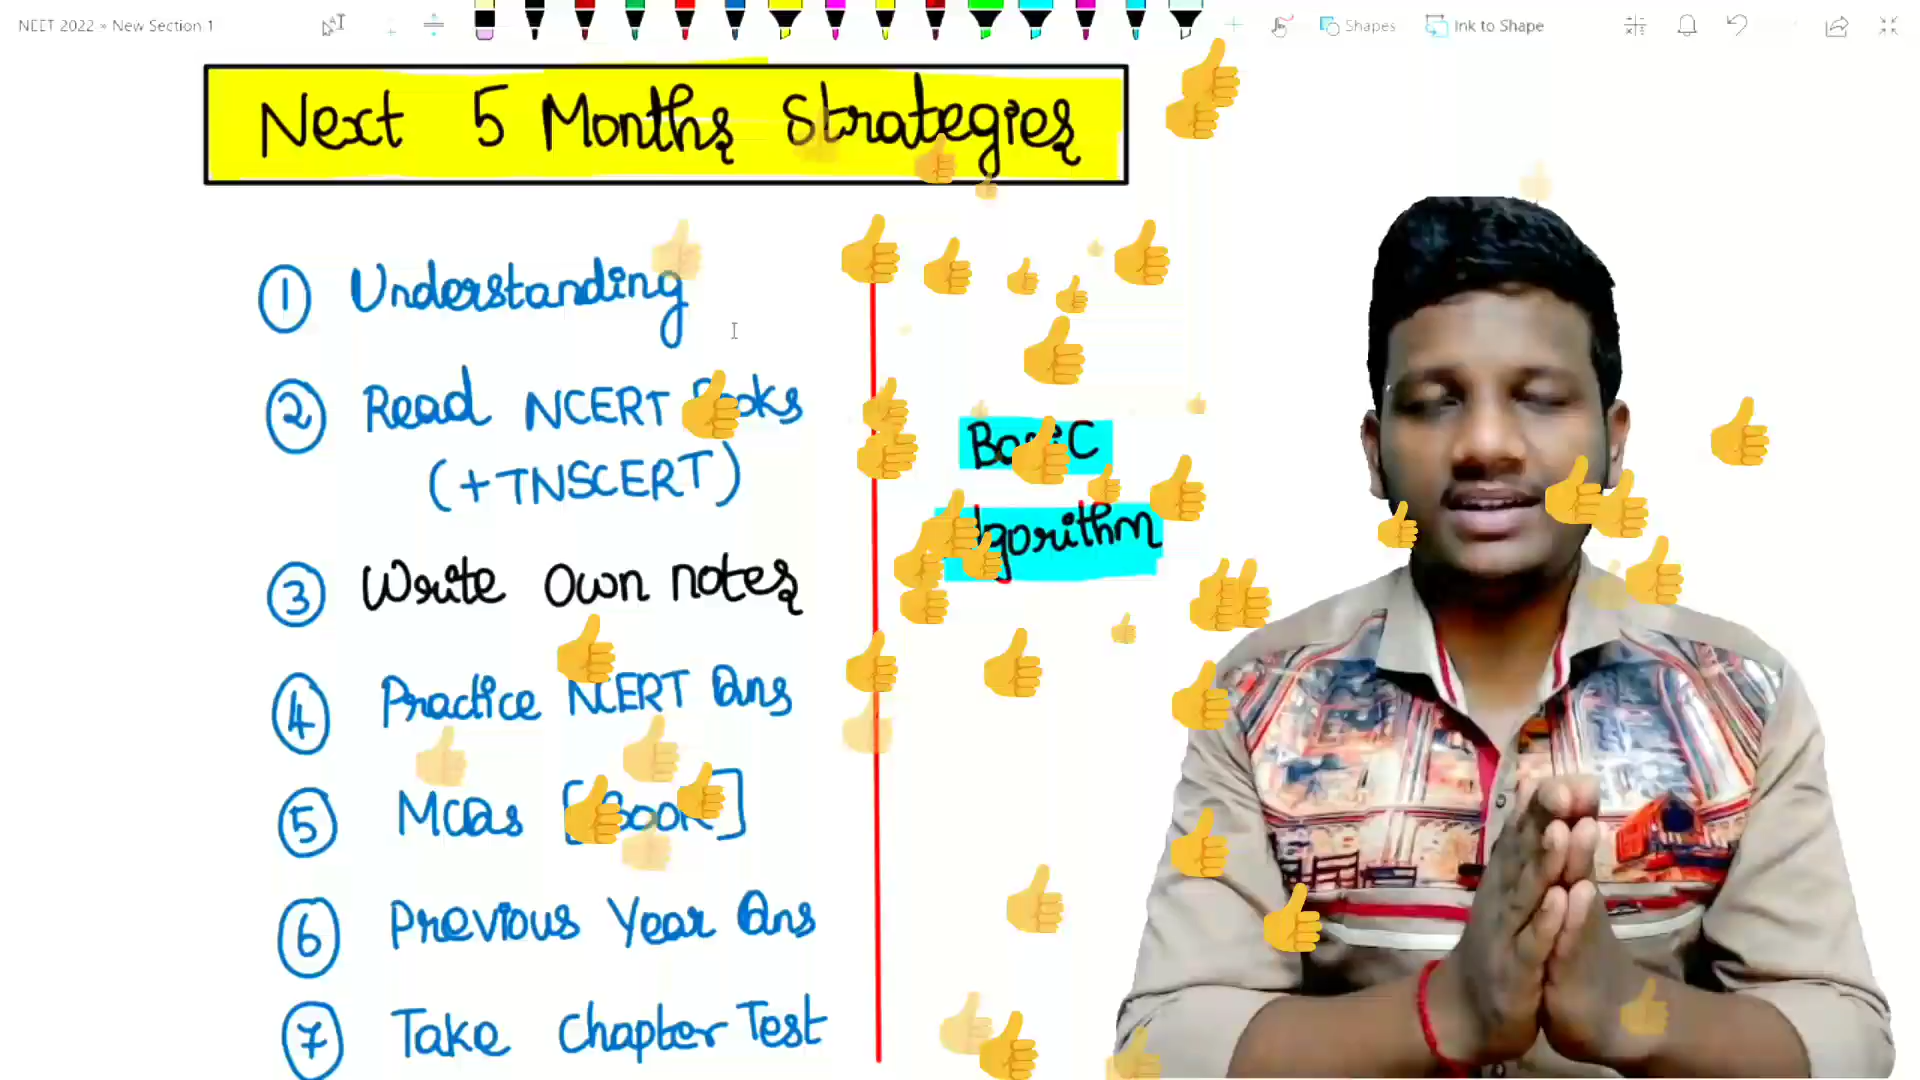 NEET 2022 » New Section 1
Shapes
Ink to Shape
Next 5 Months Strategies
1 Understanding
2 Read NCERT
(+TNSCERT)
3 Write Own notes
4 Practice NCERT Qns
5 MCQs
6 Previous Year Qns
7 Take Chapter Test